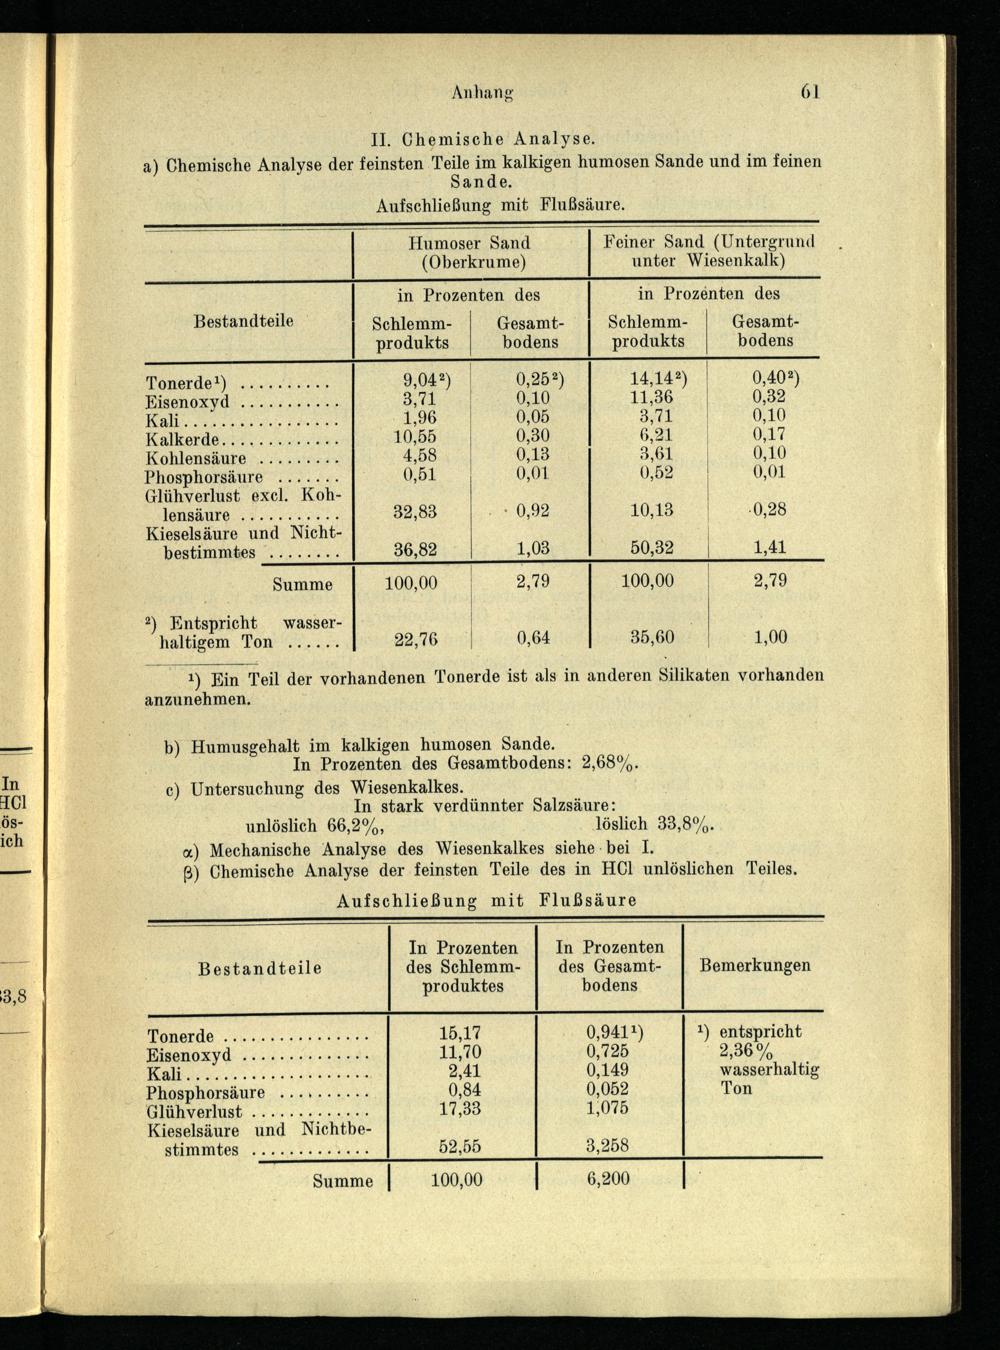 Anhang 61
II. Chemische Analyse.
a) Chemische Analyse der feinsten Teile im kalkigen humosen Sande und im feinen
Sande.
Aufschließung mit Flußsäure.
Humoser Sand Feiner Sand (Untergrund
(Oberkrume) unter Wiesenkalk)
in Prozenten des in Prozenten des
Bestandteile Schlemm- Gesamt- Schlemm- Gesamt-
produkts bodens produkts bodens
Tonerde¹) .......... 9,04²) 0,25²) 14,14²) 0,40²)
Eisenoxyd ........... 3,71 0,10 11,36 0,32
Kali ................. 1,96 0,05 3,71 0,10
Kalkerde ............. 10,55 0,30 6,21 0,17
Kohlensäure ......... 4,58 0,13 3,61 0,10
Phosphorsäure ....... 0,51 0,01 0,52 0,01
Glühverlust excl. Koh-
lensäure ........... 32,83 0,92 10,13 0,28
Kieselsäure und Nicht-
bestimmtes ........ 36,82 1,03 50,32 1,41
Summe 100,00 2,79 100,00 2,79
²) Entspricht wasser-
haltigem Ton ...... 22,76 0,64 35,60 1,00
¹) Ein Teil der vorhandenen Tonerde ist als in anderen Silikaten vorhanden
anzunehmen.
b) Humusgehalt im kalkigen humosen Sande.
In Prozenten des Gesamtbodens: 2,68%.
c) Untersuchung des Wiesenkalkes.
In stark verdünnter Salzsäure:
unlöslich 66,2%, löslich 33,8%.
α) Mechanische Analyse des Wiesenkalkes siehe bei I.
β) Chemische Analyse der feinsten Teile des in HCl unlöslichen Teiles.
Aufschließung mit Flußsäure
In Prozenten In Prozenten
Bestandteile des Schlemm- des Gesamt- Bemerkungen
produktes bodens
Tonerde ................ 15,17 0,941¹) ¹) entspricht
Eisenoxyd .............. 11,70 0,725 2,36%
Kali .................... 2,41 0,149 wasserhaltig
Phosphorsäure .......... 0,84 0,052 Ton
Glühverlust ............. 17,33 1,075
Kieselsäure und Nichtbe-
stimmtes ............. 52,55 3,258
Summe 100,00 6,200
In
HCl
ös-
ich
33,8